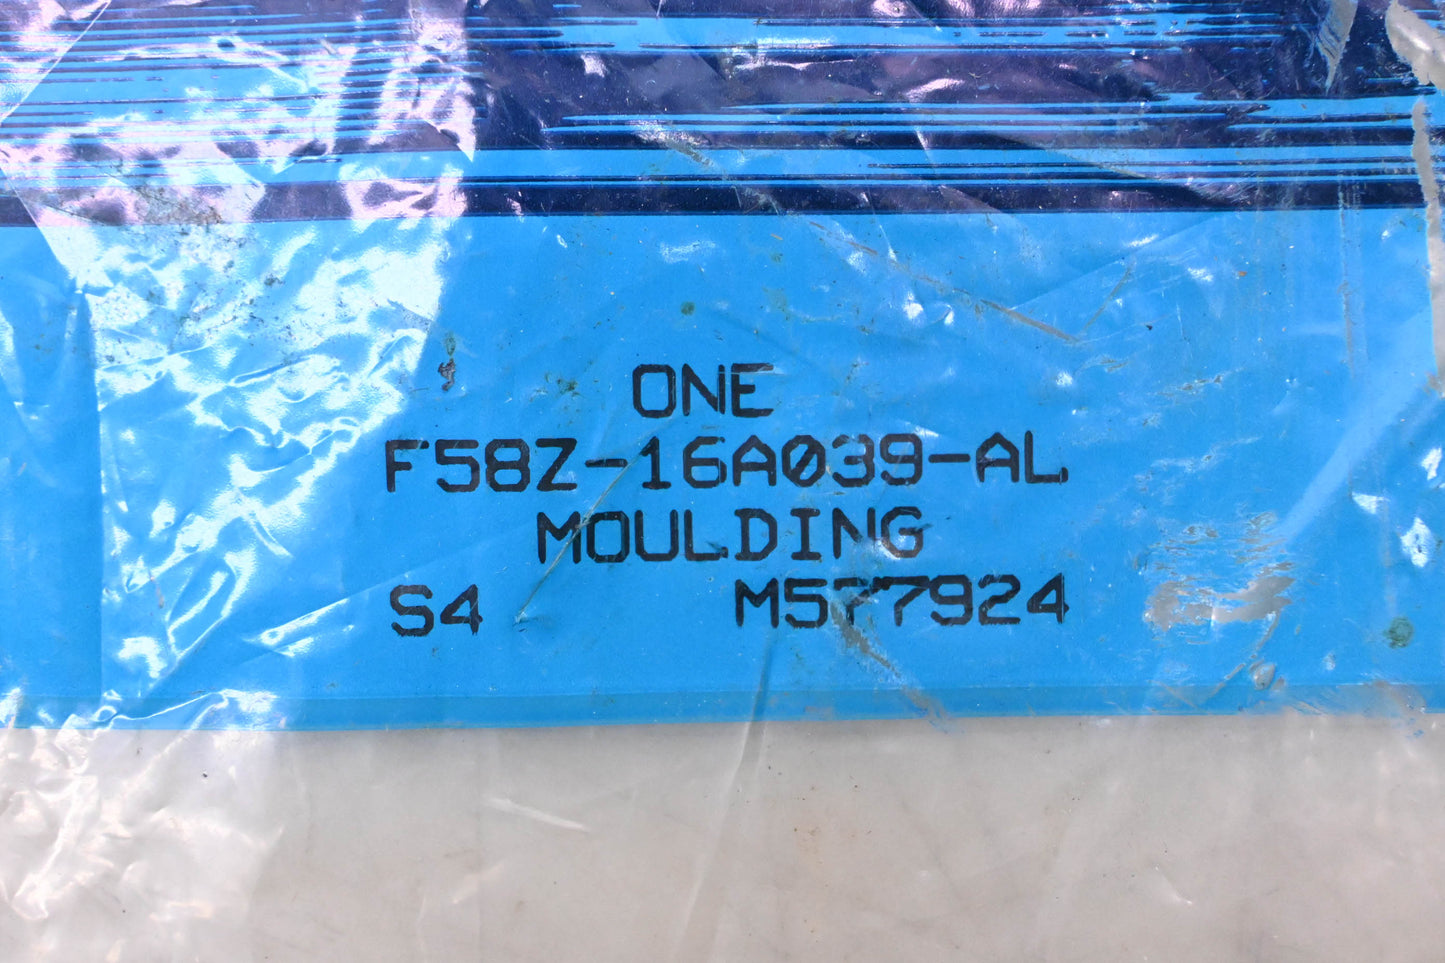 ONE
F58Z-16A039-AL
MOULDING
S4 M577924